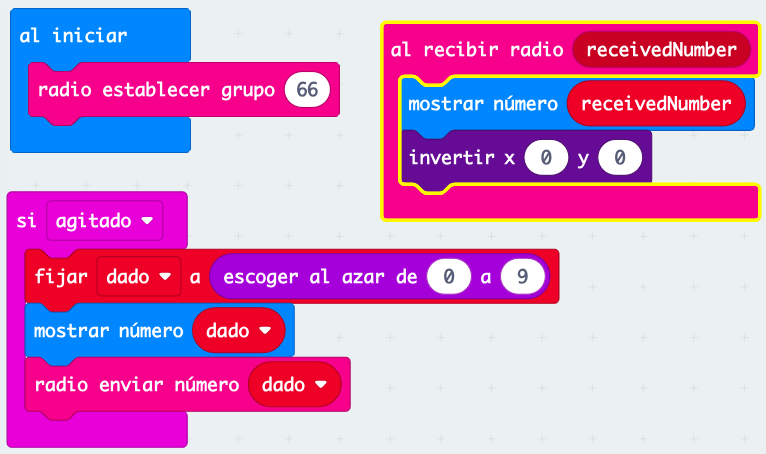 al iniciar
radio establecer grupo 66
al recibir radio receivedNumber
mostrar número receivedNumber
invertir x 0 y 0
si agitado
fijar dado a escoger al azar de 0 a 9
mostrar número dado
radio enviar número dado